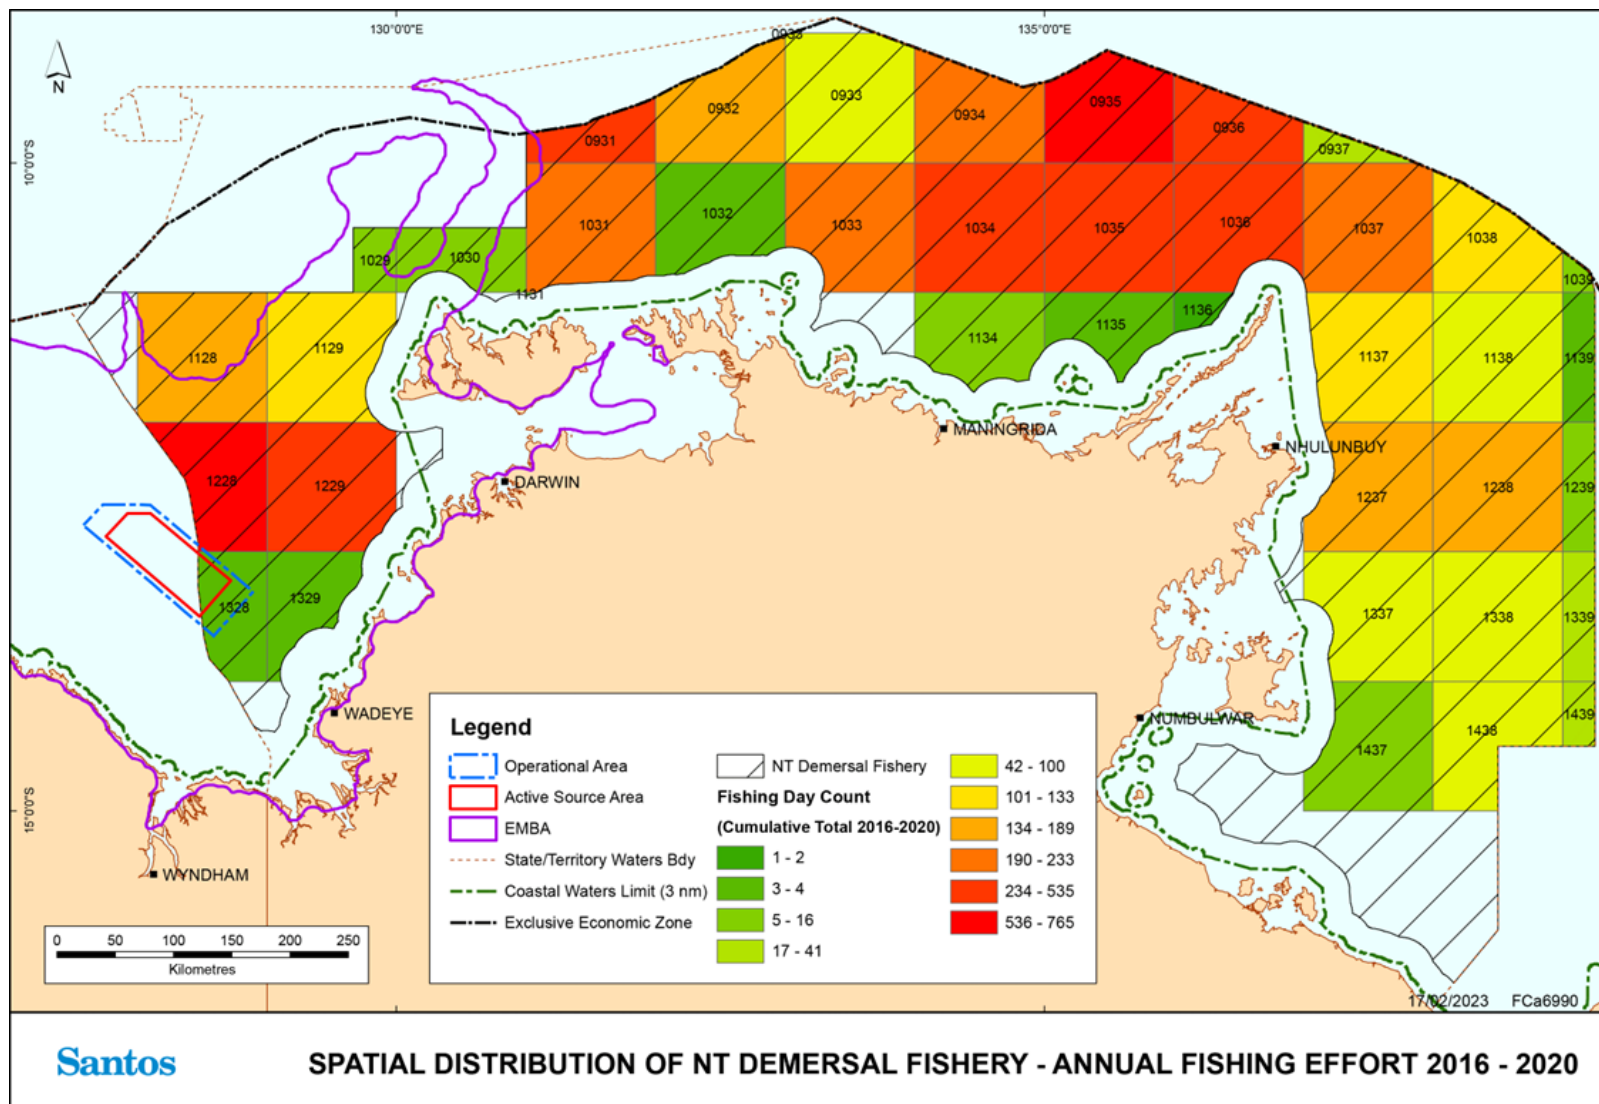 130°0'0"E
135°0'0"E
N
10°0'0"S
15°0'0"S
0933
0932
0933
0934
0935
0936
0937
0931
1031
1032
1033
1034
1035
1036
1037
1038
1039
1029
1030
1131
1128
1129
1134
1135
1136
1137
1138
1139
1228
1229
1237
1238
1239
1328
1329
1337
1338
1339
1437
1438
1439
DARWIN
MANINGRIDA
NHULUNBUY
WADEYE
NUMBULWAR
WYNDHAM
Legend
Operational Area
Active Source Area
EMBA
State/Territory Waters Bdy
Coastal Waters Limit (3 nm)
Exclusive Economic Zone
NT Demersal Fishery
Fishing Day Count
(Cumulative Total 2016-2020)
1 - 2
3 - 4
5 - 16
17 - 41
42 - 100
101 - 133
134 - 189
190 - 233
234 - 535
536 - 765
0 50 100 150 200 250
Kilometres
17/02/2023 FCa6990
Santos
SPATIAL DISTRIBUTION OF NT DEMERSAL FISHERY - ANNUAL FISHING EFFORT 2016 - 2020